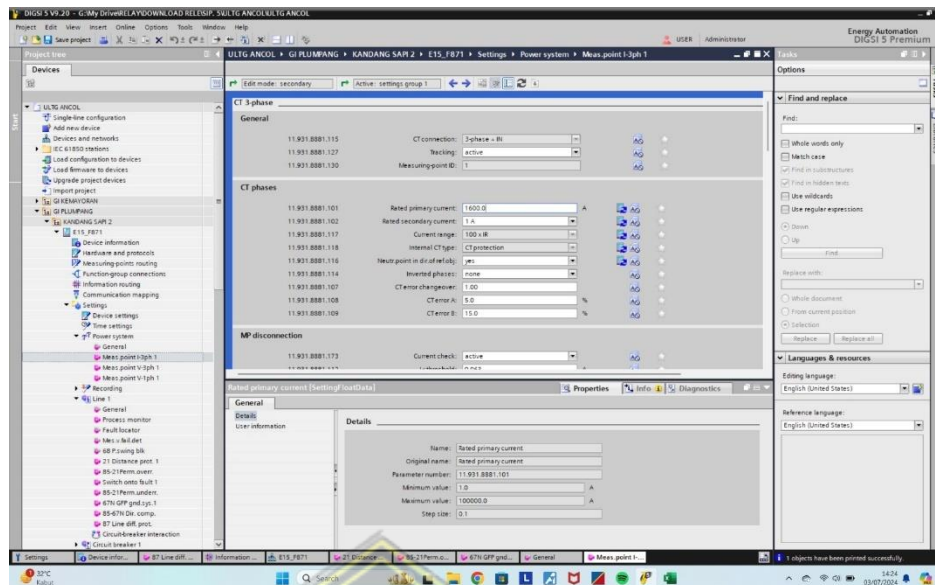 DIGSI 5 V9.20 - G:\My Drive\RELAY\DOWNLOAD RELE\SIP. 5\ULTG ANCOL\ULTG ANCOL
Project Edit View Insert Online Options Tools Window Help
Save project
USER Administrator
Energy Automation
DIGSI 5 Premium
Project tree
ULTG ANCOL ▸ GI PLUMPANG ▸ KANDANG SAPI 2 ▸ E15_F871 ▸ Settings ▸ Power system ▸ Meas.point I-3ph 1
Tasks
Devices
Options
Edit mode: secondary
Active: settings group 1
Start
ULTG ANCOL
Single-line configuration
Add new device
Devices and networks
IEC 61850 stations
Load configuration to devices
Load firmware to devices
Upgrade project devices
Import project
GI KEMAYORAN
GI PLUMPANG
KANDANG SAPI 2
E15_F871
Device information
Hardware and protocols
Measuring-points routing
Function-group connections
Information routing
Communication mapping
Settings
Device settings
Time settings
Power system
General
Meas.point I-3ph 1
Meas.point V-3ph 1
Meas.point V-1ph 1
Recording
Line 1
General
Process monitor
Fault locator
Mes.v.fail.det
68 P.swing blk
21 Distance prot. 1
85-21Perm.overr.
Switch onto fault 1
85-21Perm.underr.
67N GFP gnd.sys.1
85-67N Dir. comp.
87 Line diff. prot.
Circuit-breaker interaction
Circuit breaker 1
CT 3-phase
General
11.931.8881.115 CT connection: 3-phase + IN
11.931.8881.127 Tracking: active
11.931.8881.130 Measuring-point ID: 1
CT phases
11.931.8881.101 Rated primary current: 1600.0 A
11.931.8881.102 Rated secondary current: 1 A
11.931.8881.117 Current range: 100 x IR
11.931.8881.118 Internal CT type: CT protection
11.931.8881.116 Neutr.point in dir.of ref.obj: yes
11.931.8881.114 Inverted phases: none
11.931.8881.107 CT error changeover: 1.00
11.931.8881.108 CT error A: 5.0 %
11.931.8881.109 CT error B: 15.0 %
MP disconnection
11.931.8881.173 Current check: active
Rated primary current [SettingFloatData]
Properties Info Diagnostics
General
Details
User information
Details
Name: Rated primary current
Original name: Rated primary current
Parameter number: 11.931.8881.101
Minimum value: 1.0 A
Maximum value: 100000.0 A
Step size: 0.1
Find and replace
Find:
Whole words only
Match case
Find in substructures
Find in hidden texts
Use wildcards
Use regular expressions
Down
Up
Find
Replace with:
Whole document
From current position
Selection
Replace Replace all
Languages & resources
Editing language:
English (United States)
Reference language:
English (United States)
Settings Device infor... 87 Line diff. ... Information ... E15_F871 21 Distance ... 85-21Perm.o... 67N GFP gnd... General Meas.point I-...
1 objects have been printed successfully.
32°C
Kabut
Search
14:24
03/07/2024